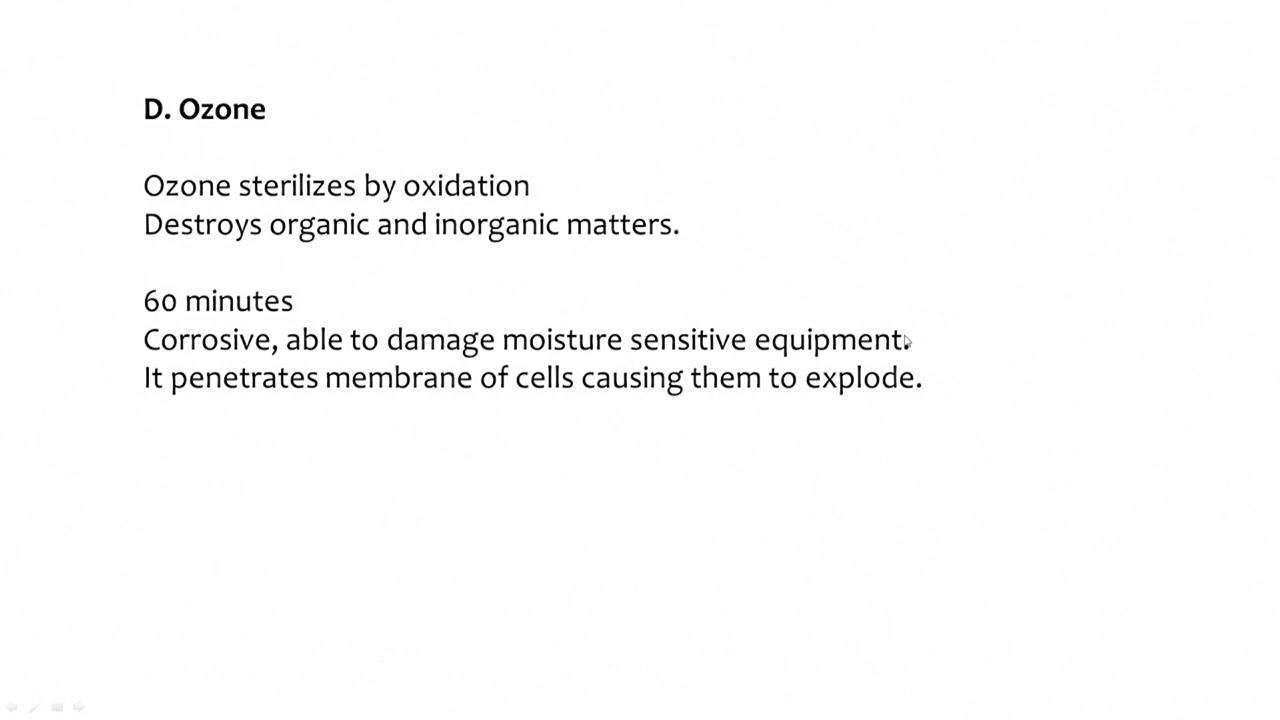 D. Ozone
Ozone sterilizes by oxidation
Destroys organic and inorganic matters.
60 minutes
Corrosive, able to damage moisture sensitive equipment.
It penetrates membrane of cells causing them to explode.